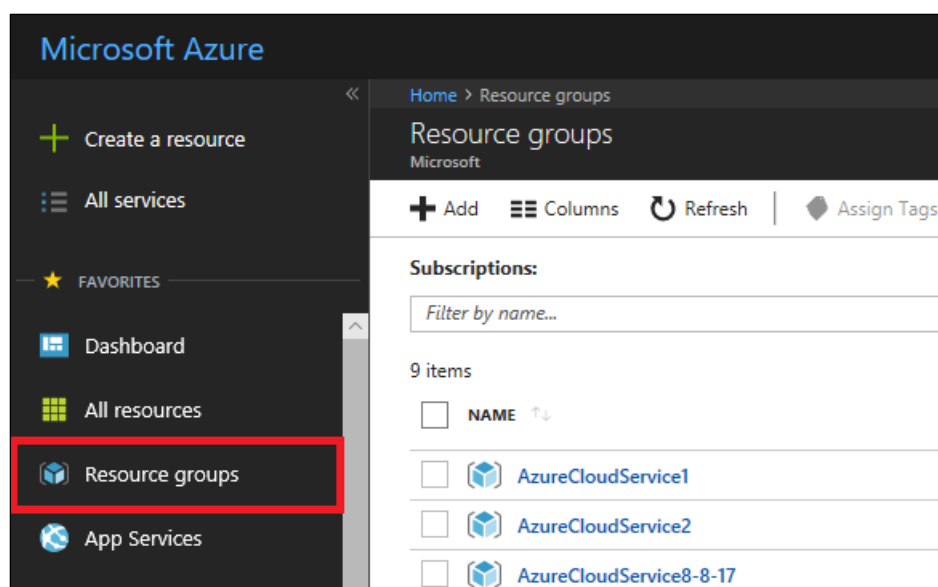 Microsoft Azure
Create a resource
All services
FAVORITES
Dashboard
All resources
Resource groups
App Services
Home > Resource groups
Resource groups
Microsoft
Add Columns Refresh Assign Tags
Subscriptions:
Filter by name...
9 items
NAME
AzureCloudService1
AzureCloudService2
AzureCloudService8-8-17